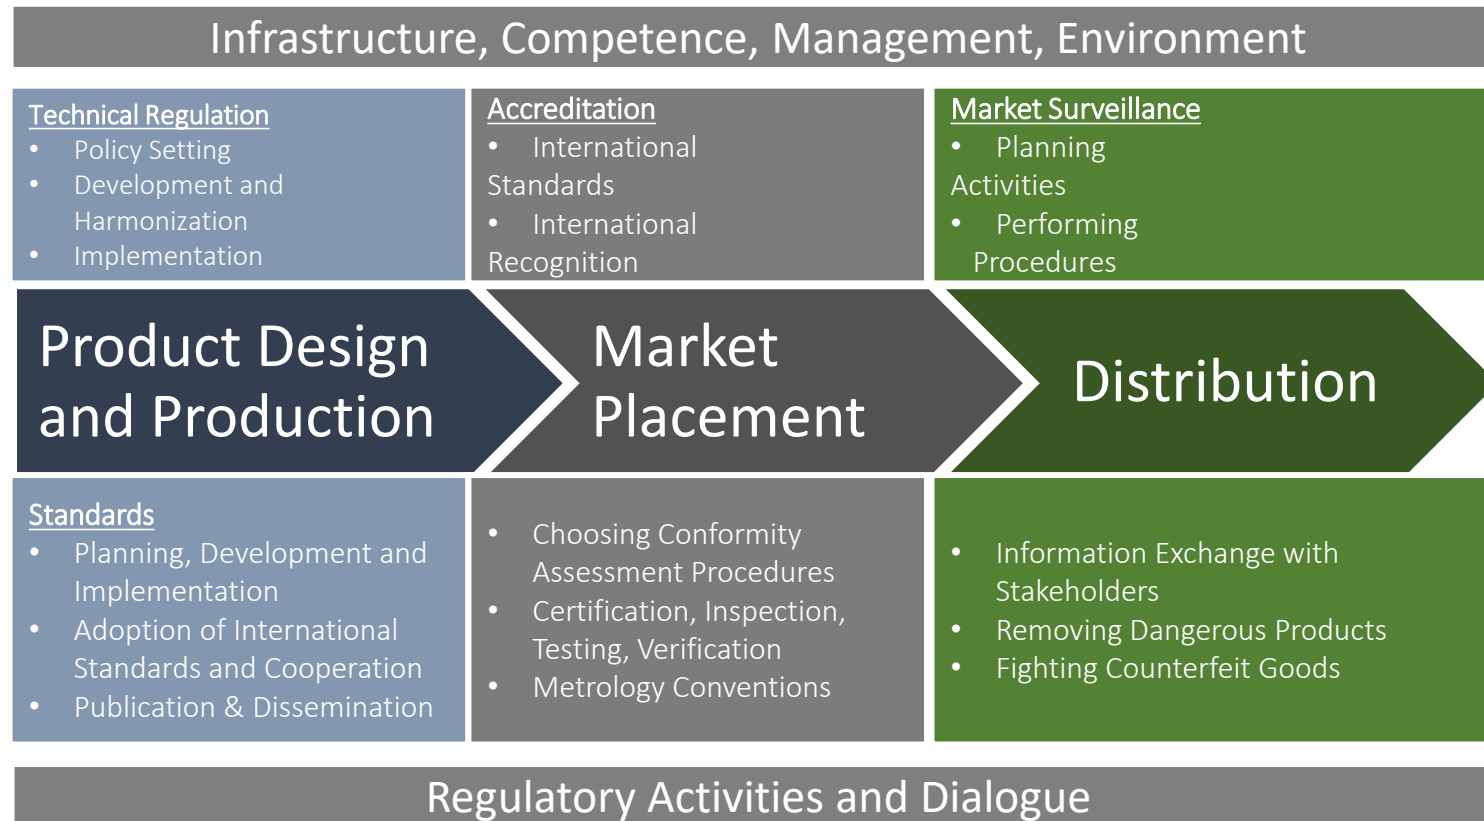 Infrastructure, Competence, Management, Environment
Technical Regulation
• Policy Setting
• Development and
Harmonization
• Implementation
Accreditation
• International
Standards
• International
Recognition
Market Surveillance
• Planning
Activities
• Performing
Procedures
Product Design
and Production
Market
Placement
Distribution
Standards
• Planning, Development and
Implementation
• Adoption of International
Standards and Cooperation
• Publication & Dissemination
• Choosing Conformity
Assessment Procedures
• Certification, Inspection,
Testing, Verification
• Metrology Conventions
• Information Exchange with
Stakeholders
• Removing Dangerous Products
• Fighting Counterfeit Goods
Regulatory Activities and Dialogue